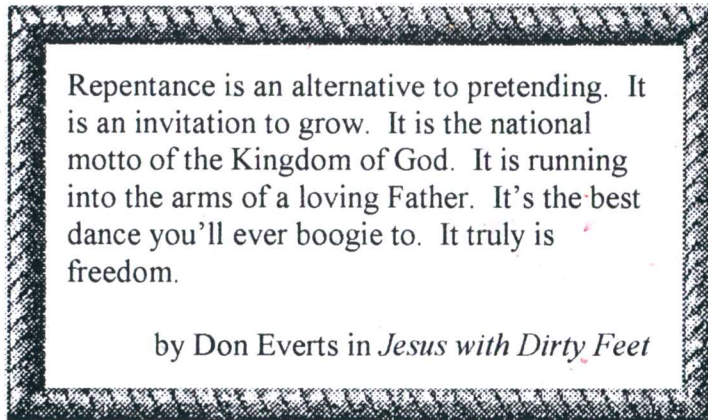 Repentance is an alternative to pretending.  It
is an invitation to grow.  It is the national
motto of the Kingdom of God.  It is running
into the arms of a loving Father.  It's the best
dance you'll ever boogie to.  It truly is
freedom.
by Don Everts in Jesus with Dirty Feet